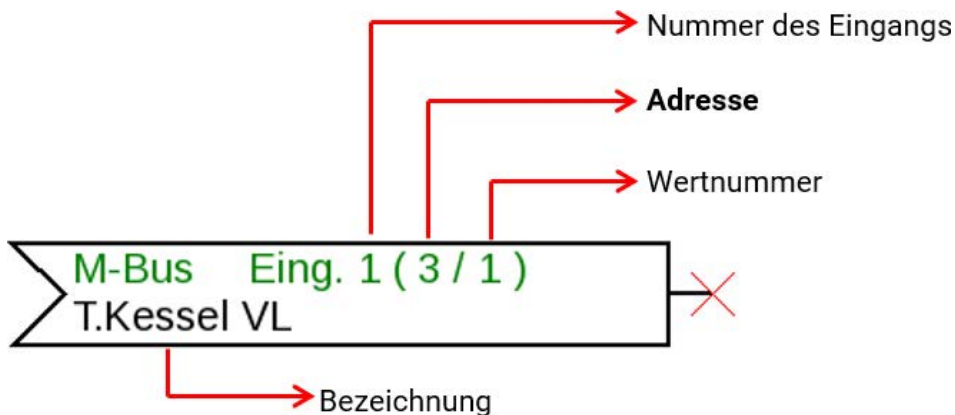 Nummer des Eingangs
Adresse
Wertnummer
M-Bus Eing. 1 ( 3 / 1 )
T.Kessel VL
Bezeichnung